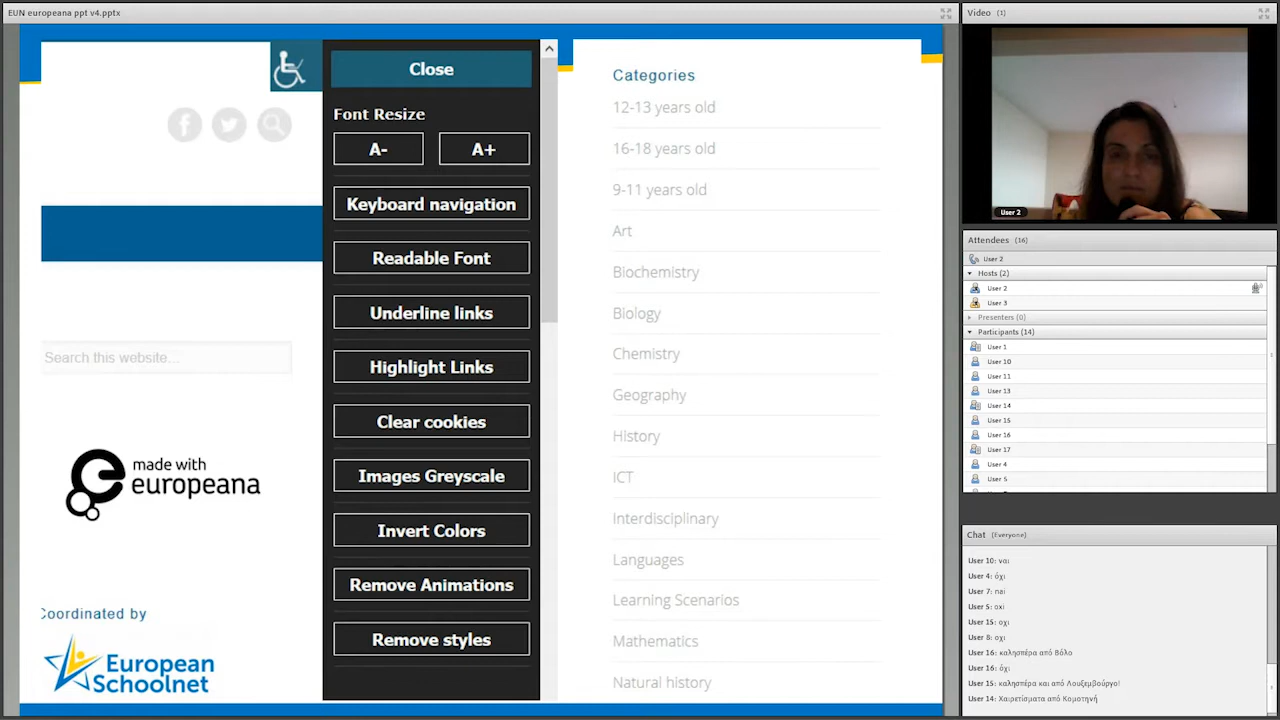 EUN europeana ppt v4.pptx
Close
Font Resize
A-
A+
Keyboard navigation
Readable Font
Underline links
Highlight Links
Clear cookies
Images Greyscale
Invert Colors
Remove Animations
Remove styles
Search this website...
made with
europeana
Coordinated by
European
Schoolnet
Categories
12-13 years old
16-18 years old
9-11 years old
Art
Biochemistry
Biology
Chemistry
Geography
History
ICT
Interdisciplinary
Languages
Learning Scenarios
Mathematics
Natural history
Video (1)
User 2
Attendees (16)
User 2
Hosts (2)
User 2
User 3
Presenters (0)
Participants (14)
User 1
User 10
User 11
User 13
User 14
User 15
User 16
User 17
User 4
User 5
Chat (Everyone)
User 10: ναι
User 4: όχι
User 7: nai
User 5: οχι
User 15: οχι
User 8: οχι
User 16: καλησπέρα από Βόλο
User 16: όχι
User 15: καλησπέρα και από Λουξεμβούργο!
User 14: Χαιρετίσματα από Κομοτηνή